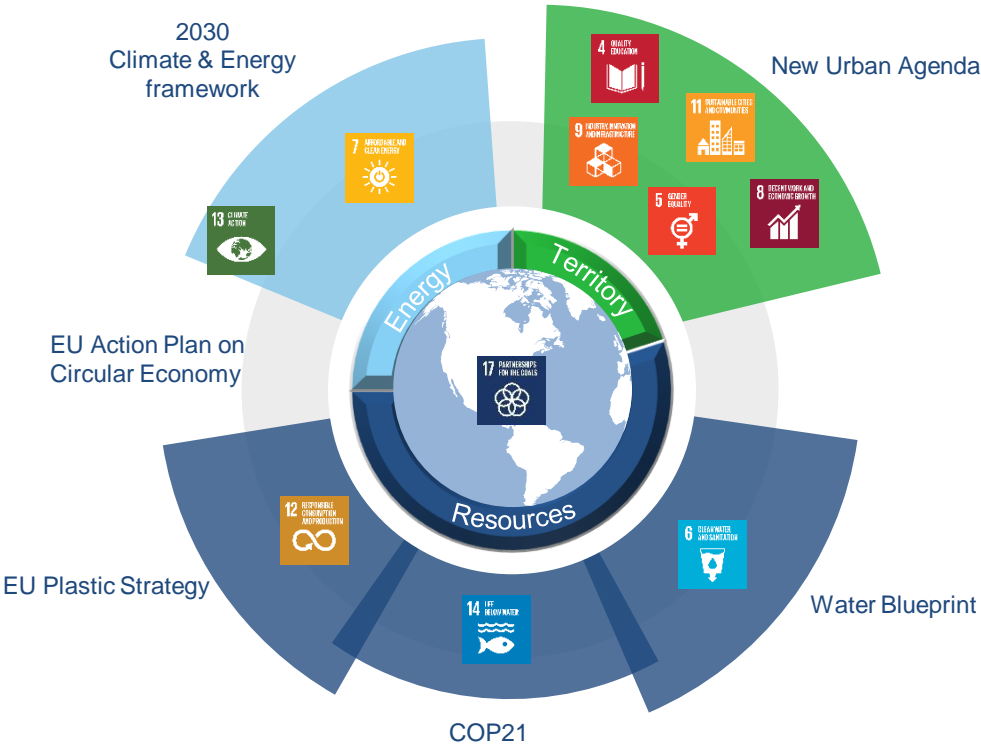 2030
Climate & Energy
framework
New Urban Agenda
4 QUALITY
EDUCATION
11 SUSTAINABLE CITIES
AND COMMUNITIES
9 INDUSTRY, INNOVATION
AND INFRASTRUCTURE
7 AFFORDABLE AND
CLEAN ENERGY
5 GENDER
EQUALITY
8 DECENT WORK AND
ECONOMIC GROWTH
13 CLIMATE
ACTION
Energy
Territory
EU Action Plan on
Circular Economy
17 PARTNERSHIPS
FOR THE GOALS
Resources
12 RESPONSIBLE
CONSUMPTION
AND PRODUCTION
6 CLEAN WATER
AND SANITATION
EU Plastic Strategy
14 LIFE
BELOW WATER
Water Blueprint
COP21